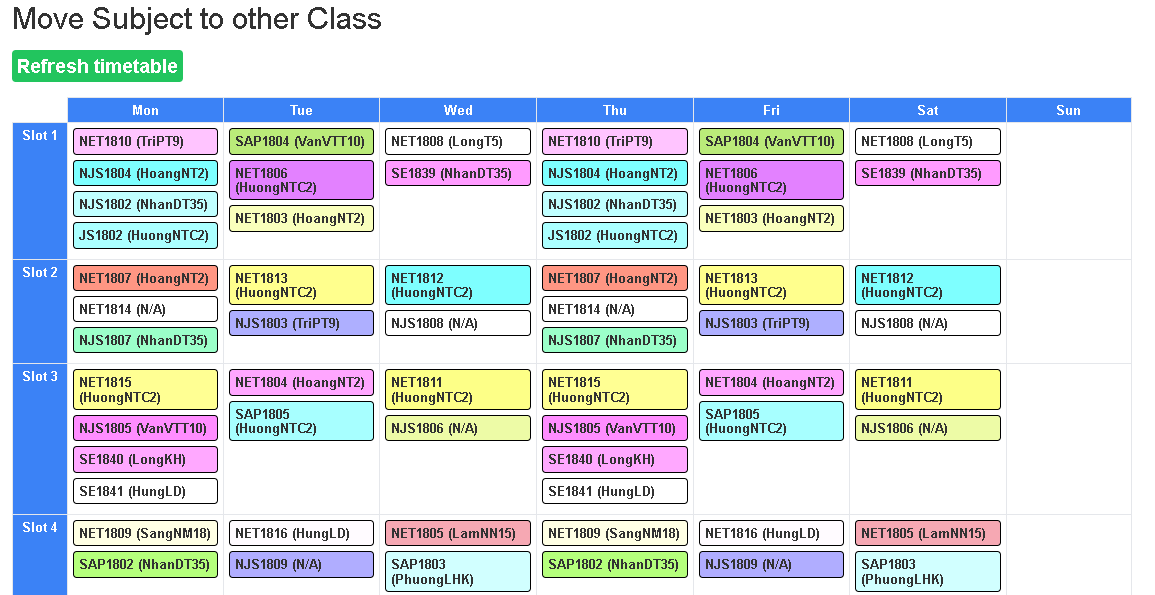 Move Subject to other Class
Refresh timetable
Mon Tue Wed Thu Fri Sat Sun
Slot 1
NET1810 (TriPT9)
NJS1804 (HoangNT2)
NJS1802 (NhanDT35)
JS1802 (HuongNTC2)
SAP1804 (VanVTT10)
NET1806
(HuongNTC2)
NET1803 (HoangNT2)
NET1808 (LongT5)
SE1839 (NhanDT35)
NET1810 (TriPT9)
NJS1804 (HoangNT2)
NJS1802 (NhanDT35)
JS1802 (HuongNTC2)
SAP1804 (VanVTT10)
NET1806
(HuongNTC2)
NET1803 (HoangNT2)
NET1808 (LongT5)
SE1839 (NhanDT35)
Slot 2
NET1807 (HoangNT2)
NET1814 (N/A)
NJS1807 (NhanDT35)
NET1813
(HuongNTC2)
NJS1803 (TriPT9)
NET1812
(HuongNTC2)
NJS1808 (N/A)
NET1807 (HoangNT2)
NET1814 (N/A)
NJS1807 (NhanDT35)
NET1813
(HuongNTC2)
NJS1803 (TriPT9)
NET1812
(HuongNTC2)
NJS1808 (N/A)
Slot 3
NET1815
(HuongNTC2)
NJS1805 (VanVTT10)
SE1840 (LongKH)
SE1841 (HungLD)
NET1804 (HoangNT2)
SAP1805
(HuongNTC2)
NET1811
(HuongNTC2)
NJS1806 (N/A)
NET1815
(HuongNTC2)
NJS1805 (VanVTT10)
SE1840 (LongKH)
SE1841 (HungLD)
NET1804 (HoangNT2)
SAP1805
(HuongNTC2)
NET1811
(HuongNTC2)
NJS1806 (N/A)
Slot 4
NET1809 (SangNM18)
SAP1802 (NhanDT35)
NET1816 (HungLD)
NJS1809 (N/A)
NET1805 (LamNN15)
SAP1803
(PhuongLHK)
NET1809 (SangNM18)
SAP1802 (NhanDT35)
NET1816 (HungLD)
NJS1809 (N/A)
NET1805 (LamNN15)
SAP1803
(PhuongLHK)